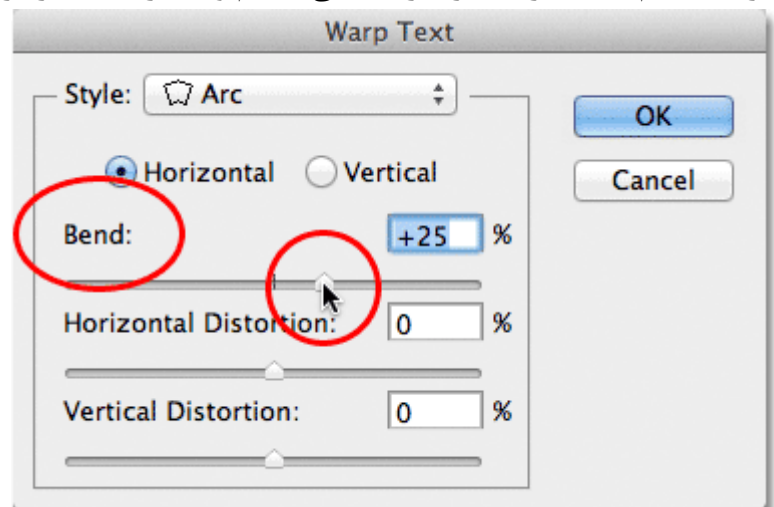 Warp Text
Style: Arc
OK
Horizontal Vertical
Cancel
Bend: +25 %
Horizontal Distortion: 0 %
Vertical Distortion: 0 %